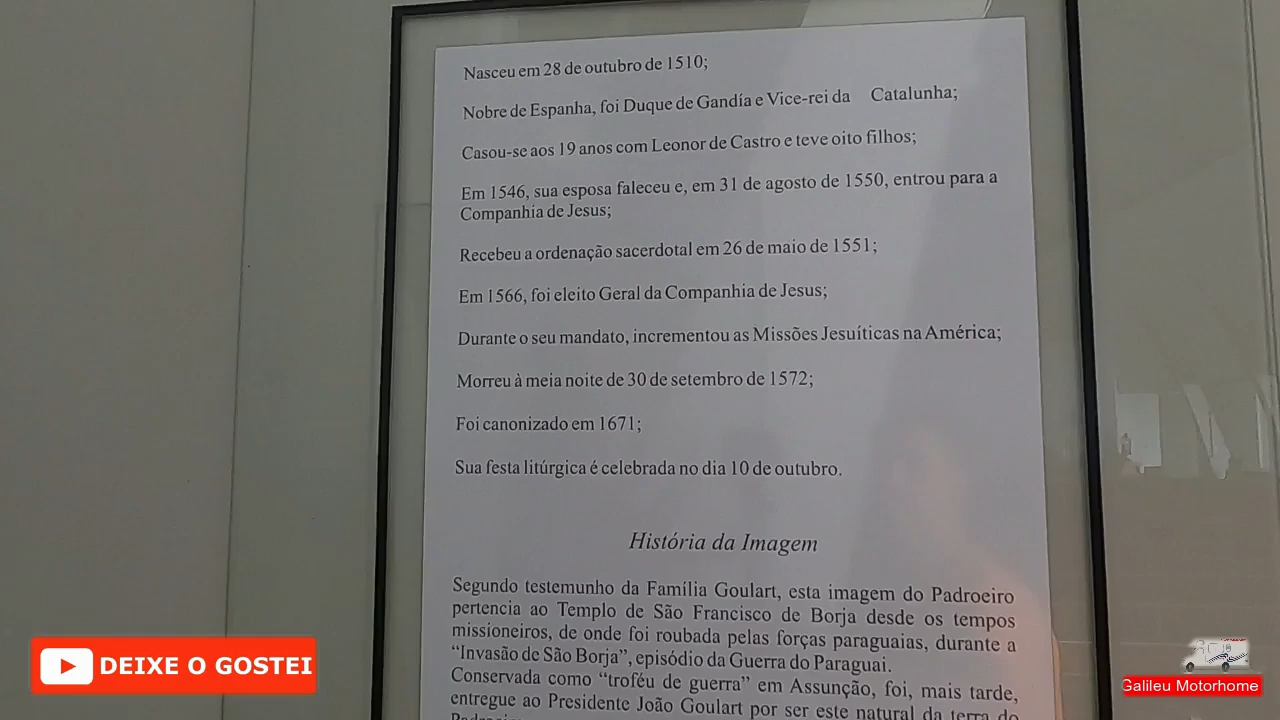 Nasceu em 28 de outubro de 1510;
Nobre de Espanha, foi Duque de Gandía e Vice-rei da Catalunha;
Casou-se aos 19 anos com Leonor de Castro e teve oito filhos;
Em 1546, sua esposa faleceu e, em 31 de agosto de 1550, entrou para a
Companhia de Jesus;
Recebeu a ordenação sacerdotal em 26 de maio de 1551;
Em 1566, foi eleito Geral da Companhia de Jesus;
Durante o seu mandato, incrementou as Missões Jesuíticas na América;
Morreu à meia noite de 30 de setembro de 1572;
Foi canonizado em 1671;
Sua festa litúrgica é celebrada no dia 10 de outubro.
História da Imagem
Segundo testemunho da Família Goulart, esta imagem do Padroeiro
pertencia ao Templo de São Francisco de Borja desde os tempos
missioneiros, de onde foi roubada pelas forças paraguaias, durante a
“Invasão de São Borja”, episódio da Guerra do Paraguai.
Conservada como “troféu de guerra” em Assunção, foi, mais tarde,
entregue ao Presidente João Goulart por ser este natural da terra do
DEIXE O GOSTEI
Galileu Motorhome